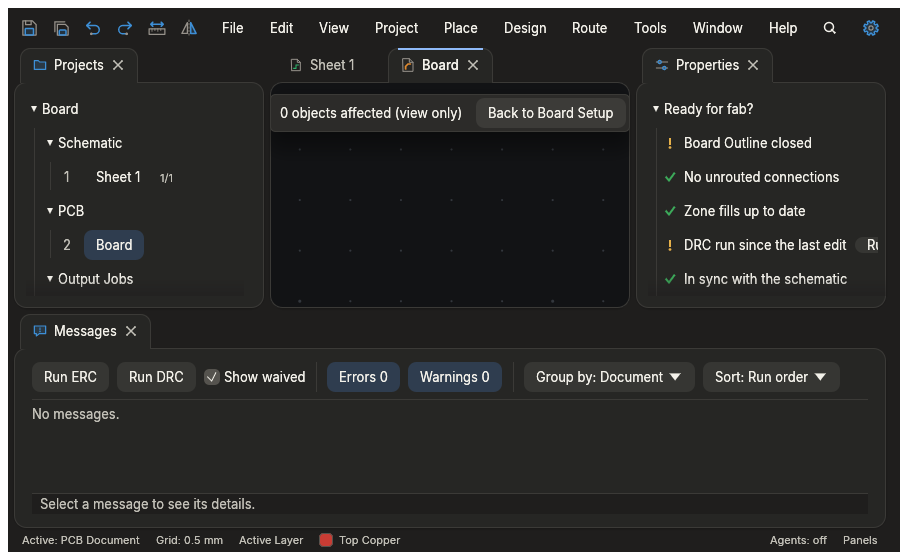 File Edit View Project Place Design Route Tools Window Help
Projects
Sheet 1
Board
Properties
Board
Schematic
1 Sheet 1 1/1
PCB
2 Board
Output Jobs
0 objects affected (view only) Back to Board Setup
Ready for fab?
Board Outline closed
No unrouted connections
Zone fills up to date
DRC run since the last edit
In sync with the schematic
Messages
Run ERC Run DRC Show waived Errors 0 Warnings 0 Group by: Document Sort: Run order
No messages.
Select a message to see its details.
Active: PCB Document Grid: 0.5 mm Active Layer Top Copper Agents: off Panels